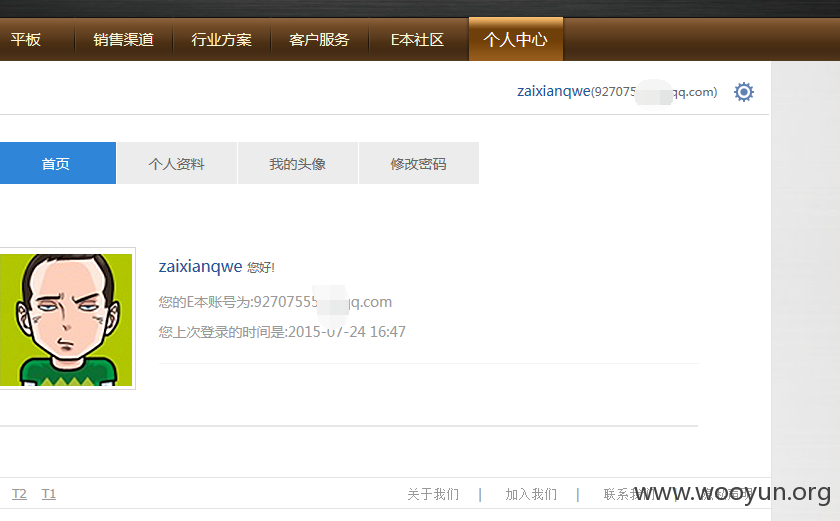 平板 销售渠道 行业方案 客户服务 E本社区 个人中心
zaixianqwe(927075 qq.com)
首页 个人资料 我的头像 修改密码
zaixianqwe 您好!
您的E本账号为:92707555 qq.com
您上次登录的时间是:2015-07-24 16:47
T2 T1 关于我们 | 加入我们 | 联系我们
www.wooyun.org